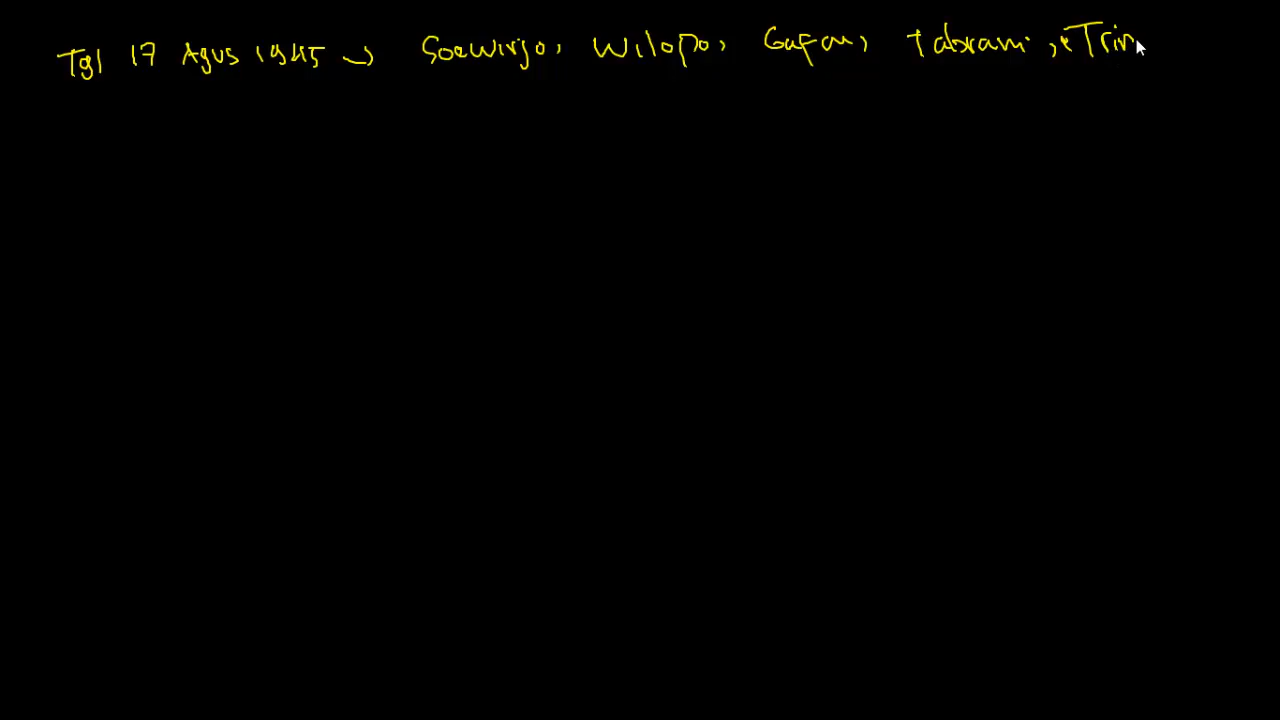 Tgl 17 Agus 1945 → Soewirjo, Wilopo, Gafar, Tabrani, Trim